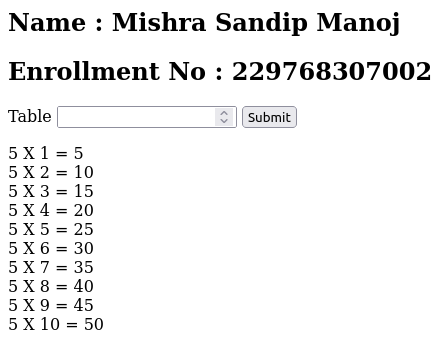 Name : Mishra Sandip Manoj
Enrollment No : 229768307002
Table Submit
5 X 1 = 5
5 X 2 = 10
5 X 3 = 15
5 X 4 = 20
5 X 5 = 25
5 X 6 = 30
5 X 7 = 35
5 X 8 = 40
5 X 9 = 45
5 X 10 = 50